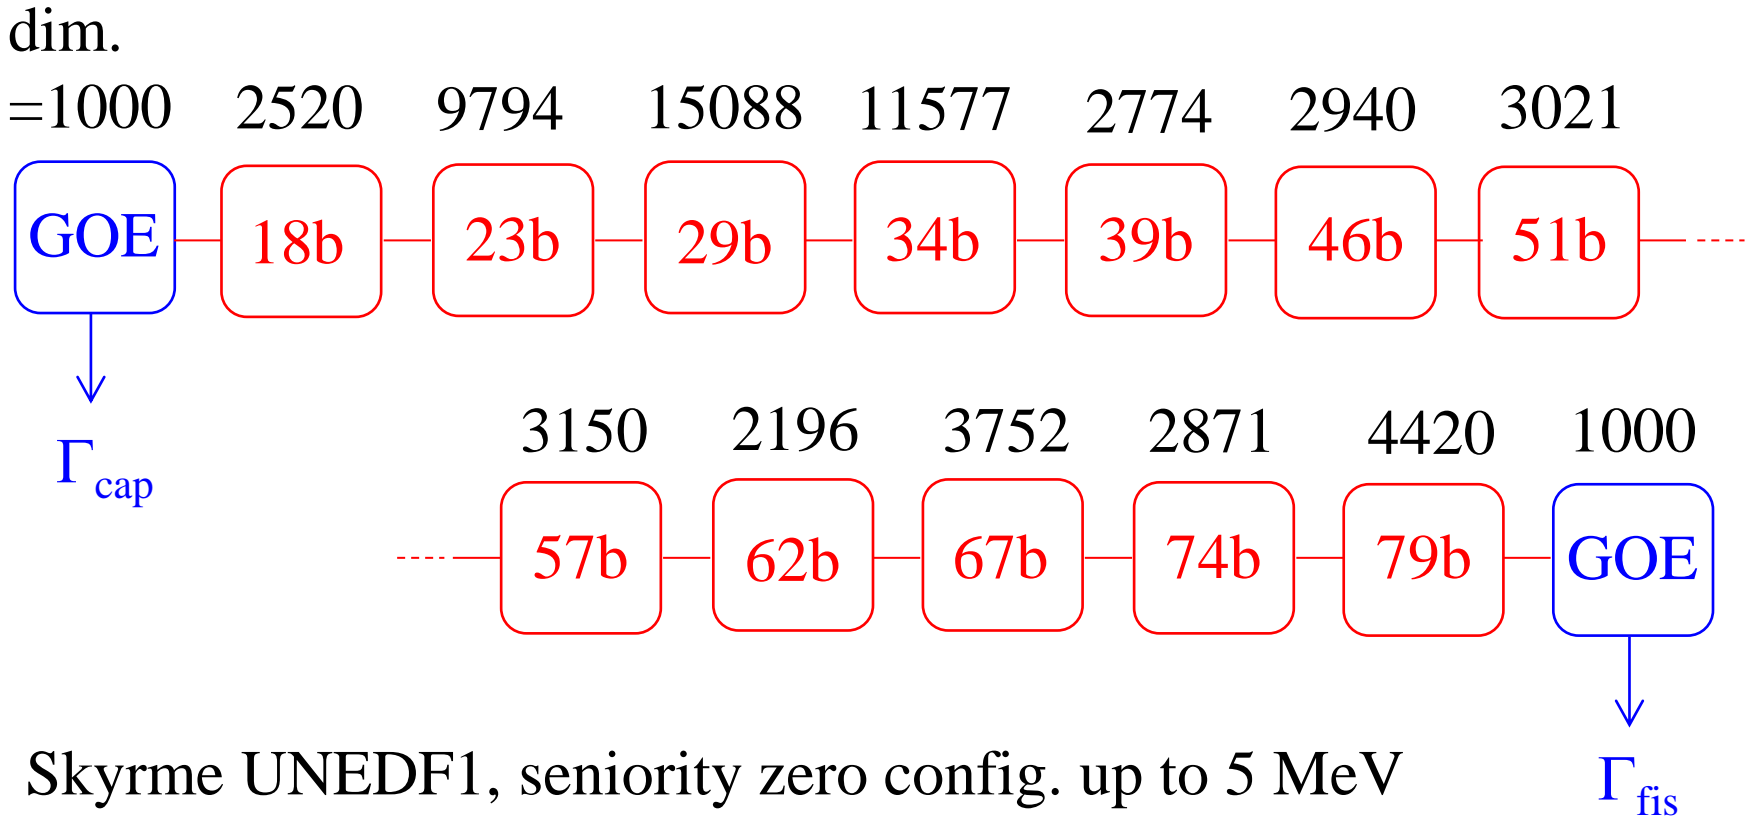 dim.
=1000 2520 9794 15088 11577 2774 2940 3021
GOE 18b 23b 29b 34b 39b 46b 51b
Γcap
3150 2196 3752 2871 4420 1000
57b 62b 67b 74b 79b GOE
Skyrme UNEDF1, seniority zero config. up to 5 MeV
Γfis